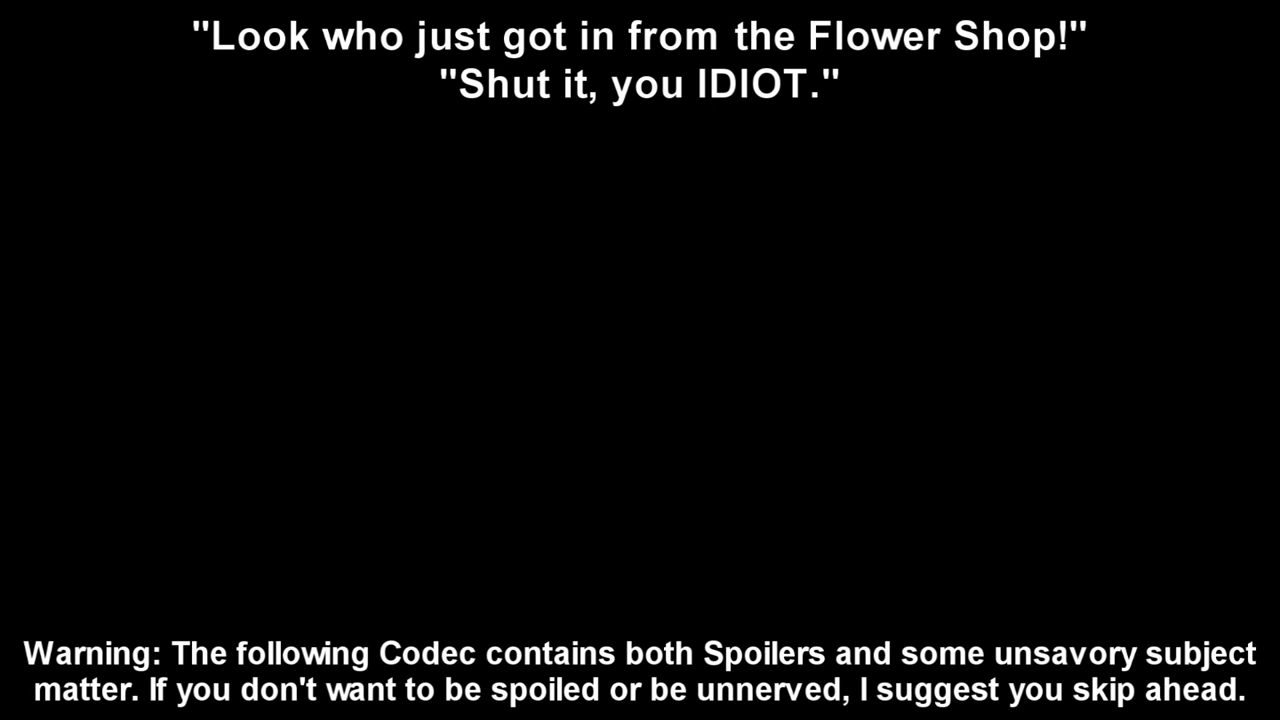 "Look who just got in from the Flower Shop!"
"Shut it, you IDIOT."
Warning: The following Codec contains both Spoilers and some unsavory subject
matter. If you don't want to be spoiled or be unnerved, I suggest you skip ahead.